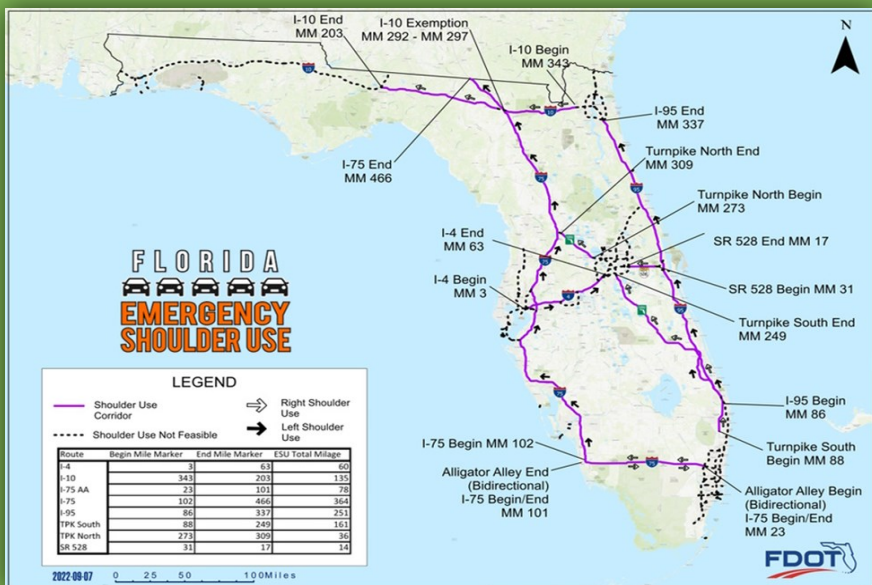 I-10 End
MM 203
I-10 Exemption
MM 292 - MM 297
I-10 Begin
MM 343
N
I-95 End
MM 337
I-75 End
MM 466
Turnpike North End
MM 309
Turnpike North Begin
MM 273
I-4 End
MM 63
SR 528 End MM 17
I-4 Begin
MM 3
SR 528 Begin MM 31
Turnpike South End
MM 249
FLORIDA
EMERGENCY
SHOULDER USE
I-95 Begin
MM 86
I-75 Begin MM 102
Turnpike South
Begin MM 88
Alligator Alley End
(Bidirectional)
I-75 Begin/End
MM 101
Alligator Alley Begin
(Bidirectional)
I-75 Begin/End
MM 23
LEGEND
Shoulder Use
Corridor
Right Shoulder
Use
Shoulder Use Not Feasible
Left Shoulder
Use
Route Begin Mile Marker End Mile Marker ESU Total Milage
I-4 3 63 60
I-10 343 203 135
I-75 AA 23 101 78
I-75 102 466 364
I-95 86 337 251
TPK South 88 249 161
TPK North 273 309 36
SR 528 31 17 14
2022-09-07
0 25 50 100Miles
FDOT